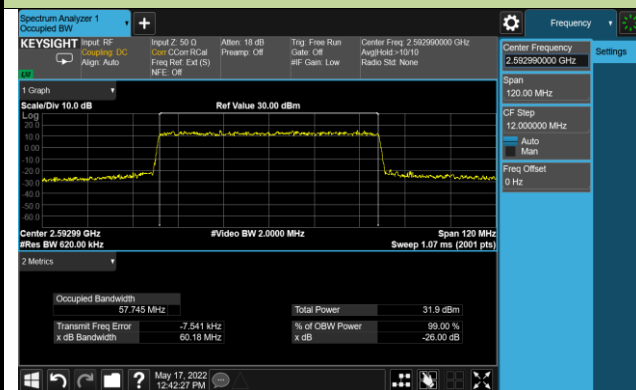 Spectrum Analyzer 1
Occupied BW
+
Frequency
KEYSIGHT
Input: RF
Coupling: DC
Align: Auto
Input Z: 50 Ω
Corr CCorr RCal
Freq Ref: Ext (S)
NFE: Off
Atten: 18 dB
Preamp: Off
Trig: Free Run
Gate: Off
#IF Gain: Low
Center Freq: 2.592990000 GHz
Avg|Hold:>10/10
Radio Std: None
Center Frequency
2.592990000 GHz
Settings
Span
120.00 MHz
CF Step
12.000000 MHz
Auto
Man
Freq Offset
0 Hz
1 Graph
Scale/Div 10.0 dB
Ref Value 30.00 dBm
Log
20.0
10.0
0.00
-10.0
-20.0
-30.0
-40.0
-50.0
-60.0
Center 2.59299 GHz
#Video BW 2.0000 MHz
Span 120 MHz
#Res BW 620.00 kHz
Sweep 1.07 ms (2001 pts)
2 Metrics
Occupied Bandwidth
57.745 MHz
Total Power
31.9 dBm
Transmit Freq Error
-7.541 kHz
% of OBW Power
99.00 %
x dB Bandwidth
60.18 MHz
x dB
-26.00 dB
?
May 17, 2022
12:42:27 PM